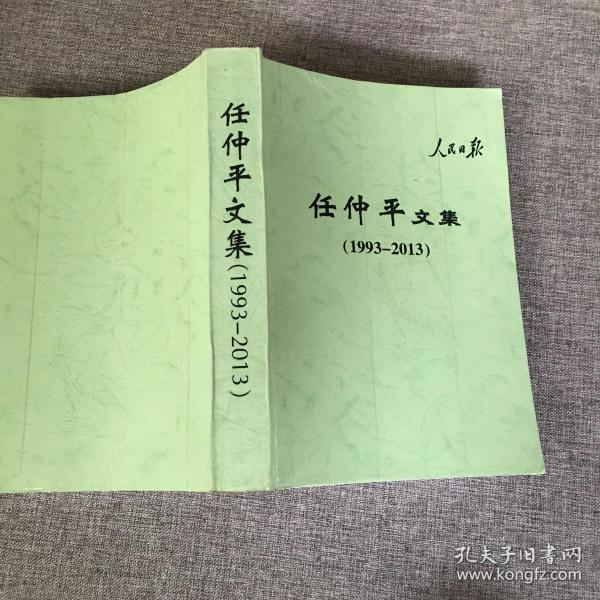 任仲平文集(1993-2013)
人民日报
任仲平文集
(1993-2013)
孔夫子旧書网
www.kongfz.com